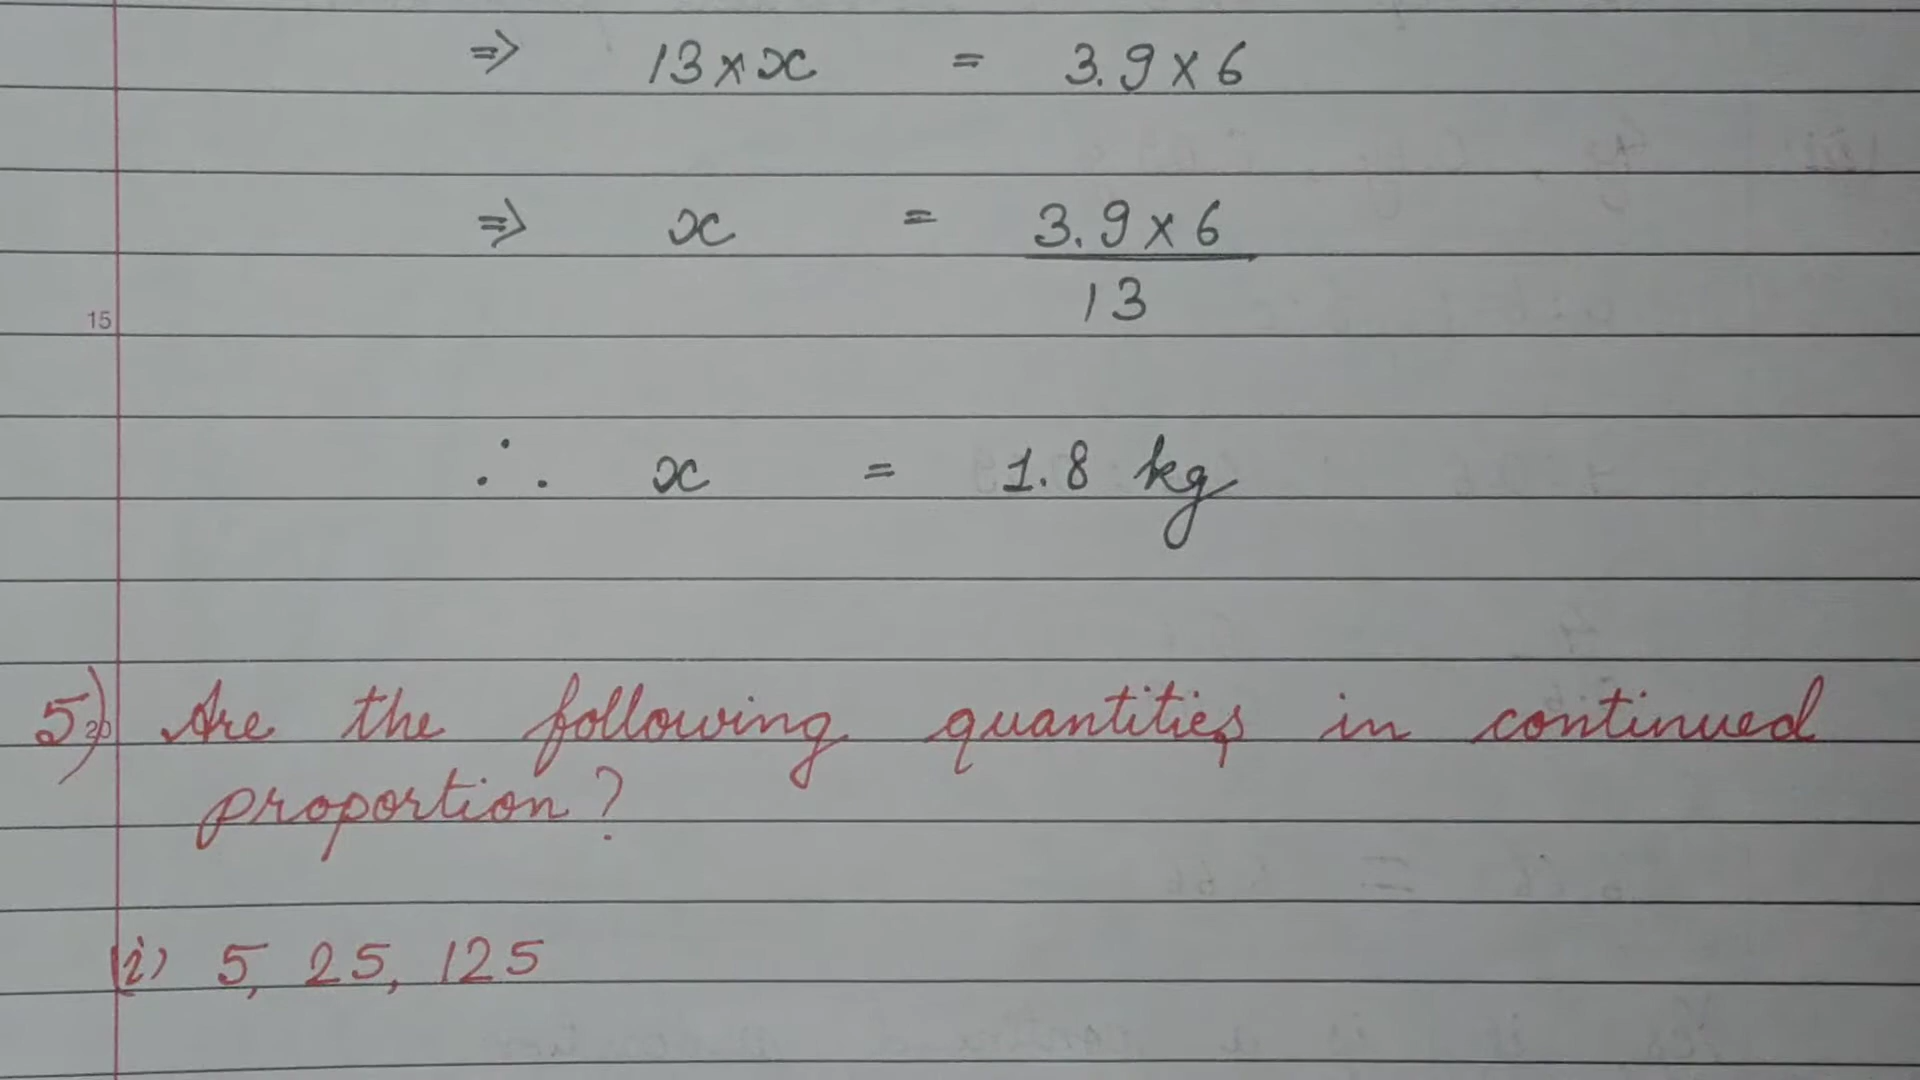 ⇒ 13 × x = 3.9 × 6
⇒ x = 3.9 × 6
13
15
∴ x = 1.8 kg
5) Are the following quantities in continued
proportion?
(i) 5, 25, 125